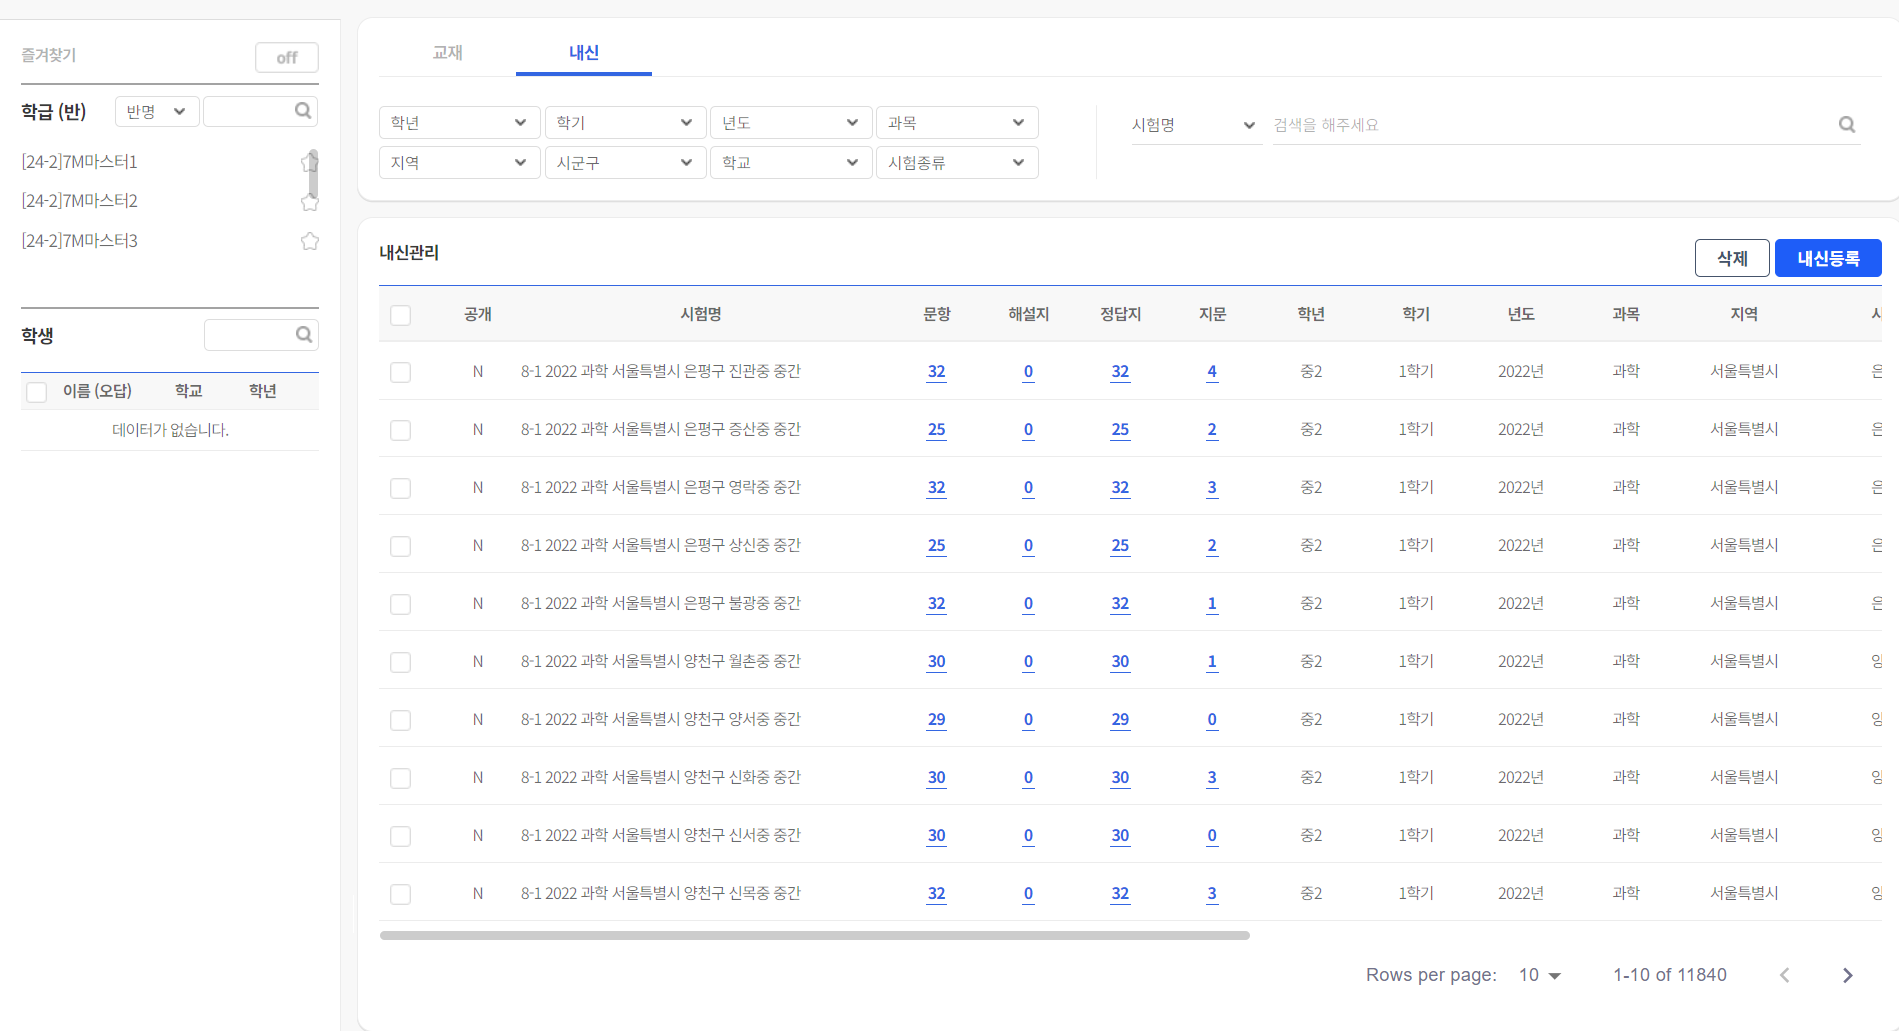 즐겨찾기 off
학급 (반) 반명
[24-2]7M마스터1
[24-2]7M마스터2
[24-2]7M마스터3
학생
이름 (오답) 학교 학년
데이터가 없습니다.
교재 내신
학년 학기 년도 과목
지역 시군구 학교 시험종류
시험명 검색을 해주세요
내신관리
삭제 내신등록
공개 시험명 문항 해설지 정답지 지문 학년 학기 년도 과목 지역
N 8-1 2022 과학 서울특별시 은평구 진관중 중간 32 0 32 4 중2 1학기 2022년 과학 서울특별시 은
N 8-1 2022 과학 서울특별시 은평구 증산중 중간 25 0 25 2 중2 1학기 2022년 과학 서울특별시 은
N 8-1 2022 과학 서울특별시 은평구 영락중 중간 32 0 32 3 중2 1학기 2022년 과학 서울특별시 은
N 8-1 2022 과학 서울특별시 은평구 상신중 중간 25 0 25 2 중2 1학기 2022년 과학 서울특별시 은
N 8-1 2022 과학 서울특별시 은평구 불광중 중간 32 0 32 1 중2 1학기 2022년 과학 서울특별시 은
N 8-1 2022 과학 서울특별시 양천구 월촌중 중간 30 0 30 1 중2 1학기 2022년 과학 서울특별시 양
N 8-1 2022 과학 서울특별시 양천구 양서중 중간 29 0 29 0 중2 1학기 2022년 과학 서울특별시 양
N 8-1 2022 과학 서울특별시 양천구 신화중 중간 30 0 30 3 중2 1학기 2022년 과학 서울특별시 양
N 8-1 2022 과학 서울특별시 양천구 신서중 중간 30 0 30 0 중2 1학기 2022년 과학 서울특별시 양
N 8-1 2022 과학 서울특별시 양천구 신목중 중간 32 0 32 3 중2 1학기 2022년 과학 서울특별시 양
Rows per page: 10 1-10 of 11840